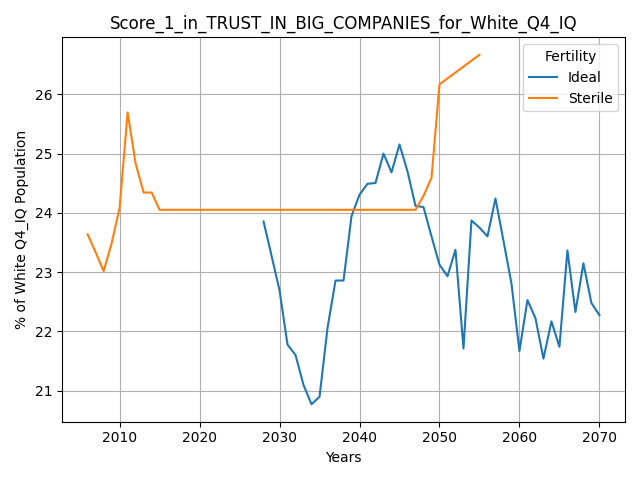 Score_1_in_TRUST_IN_BIG_COMPANIES_for_White_Q4_IQ
Fertility
Ideal
Sterile
% of White Q4_IQ Population
26
25
24
23
22
21
2010 2020 2030 2040 2050 2060 2070
Years